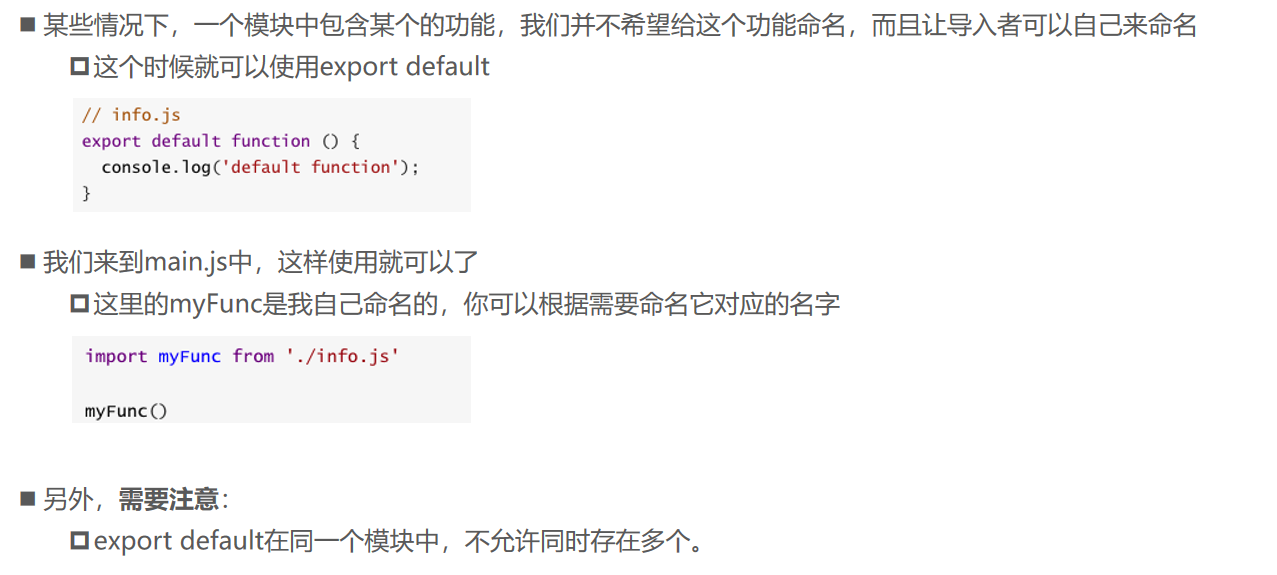 ■ 某些情况下，一个模块中包含某个的功能，我们并不希望给这个功能命名，而且让导入者可以自己来命名
这个时候就可以使用export default
// info.js
export default function () {
  console.log('default function');
}
■ 我们来到main.js中，这样使用就可以了
这里的myFunc是我自己命名的，你可以根据需要命名它对应的名字
import myFunc from './info.js'
myFunc()
■ 另外，需要注意：
export default在同一个模块中，不允许同时存在多个。